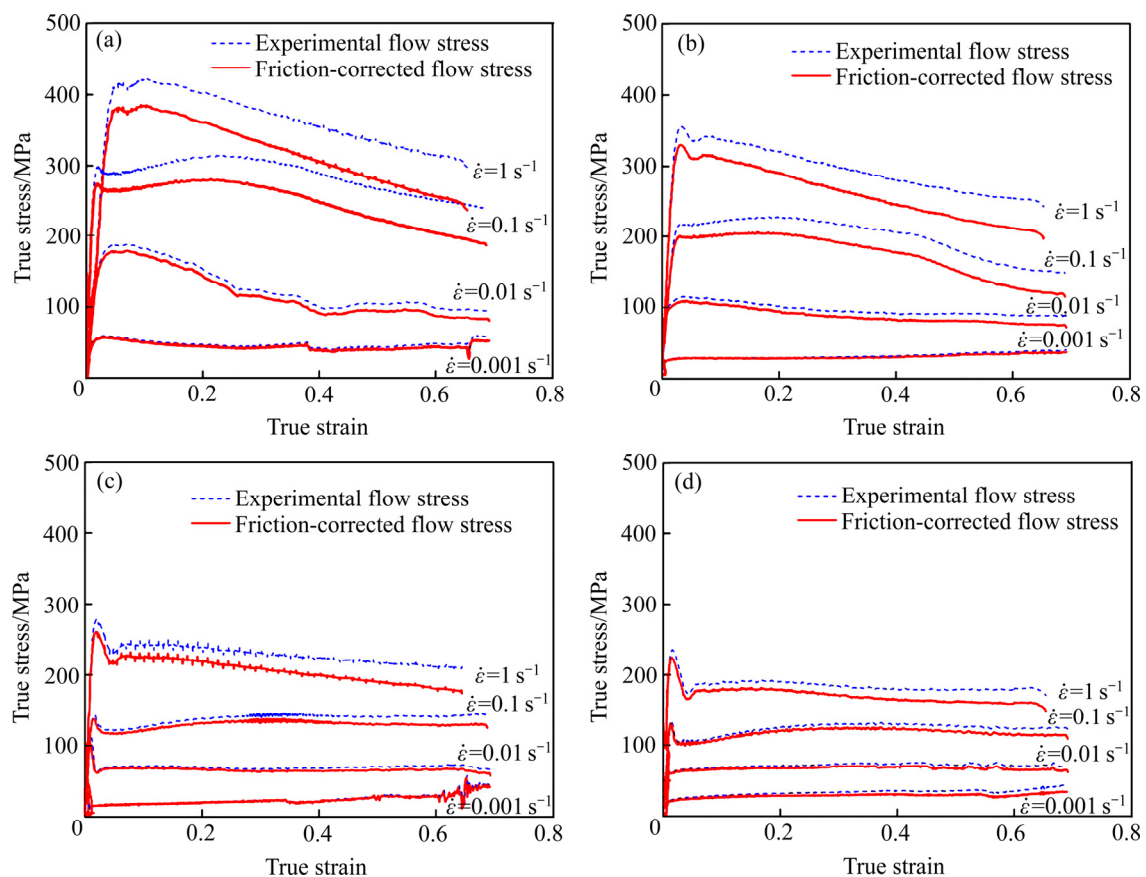 (a)
Experimental flow stress
Friction-corrected flow stress
500
400
300
200
100
0
0.2
0.4
0.6
0.8
True stress/MPa
True strain
ε̇=1 s⁻¹
ε̇=0.1 s⁻¹
ε̇=0.01 s⁻¹
ε̇=0.001 s⁻¹
(b)
Experimental flow stress
Friction-corrected flow stress
500
400
300
200
100
0
0.2
0.4
0.6
0.8
True stress/MPa
True strain
ε̇=1 s⁻¹
ε̇=0.1 s⁻¹
ε̇=0.01 s⁻¹
ε̇=0.001 s⁻¹
(c)
Experimental flow stress
Friction-corrected flow stress
500
400
300
200
100
0
0.2
0.4
0.6
0.8
True stress/MPa
True strain
ε̇=1 s⁻¹
ε̇=0.1 s⁻¹
ε̇=0.01 s⁻¹
ε̇=0.001 s⁻¹
(d)
Experimental flow stress
Friction-corrected flow stress
500
400
300
200
100
0
0.2
0.4
0.6
0.8
True stress/MPa
True strain
ε̇=1 s⁻¹
ε̇=0.1 s⁻¹
ε̇=0.01 s⁻¹
ε̇=0.001 s⁻¹